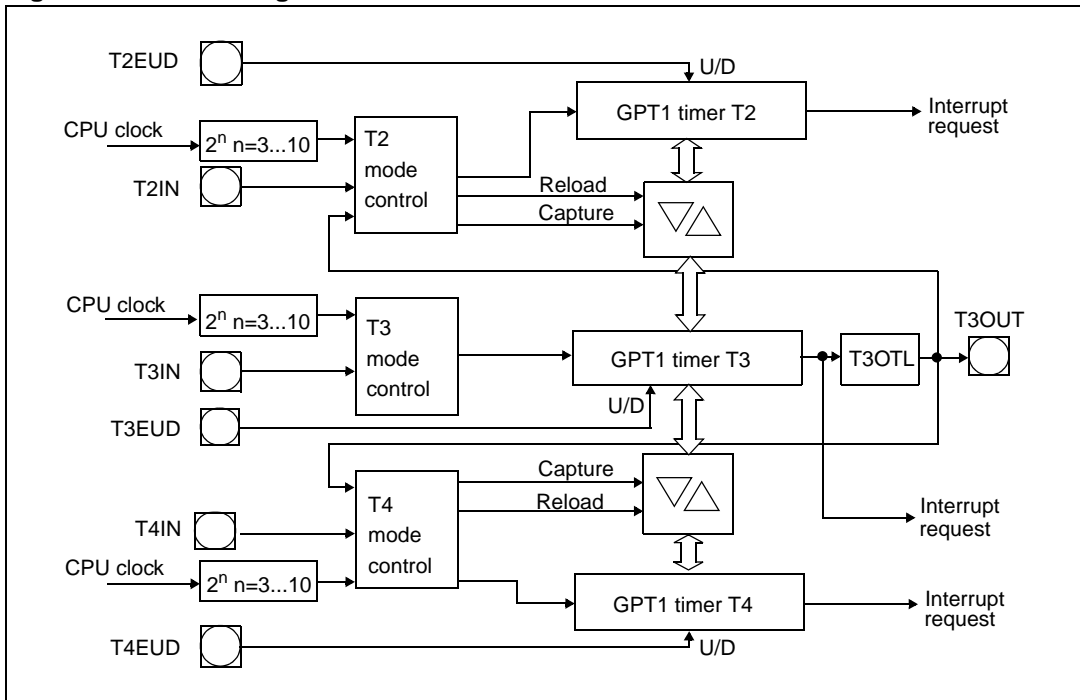 T2EUD
U/D
GPT1 timer T2
Interrupt
request
CPU clock
2ⁿ n=3...10
T2
mode
control
T2IN
Reload
Capture
CPU clock
2ⁿ n=3...10
T3
mode
control
T3IN
T3EUD
GPT1 timer T3
U/D
T3OTL
T3OUT
Interrupt
request
Capture
Reload
T4
mode
control
T4IN
CPU clock
2ⁿ n=3...10
GPT1 timer T4
Interrupt
request
T4EUD
U/D